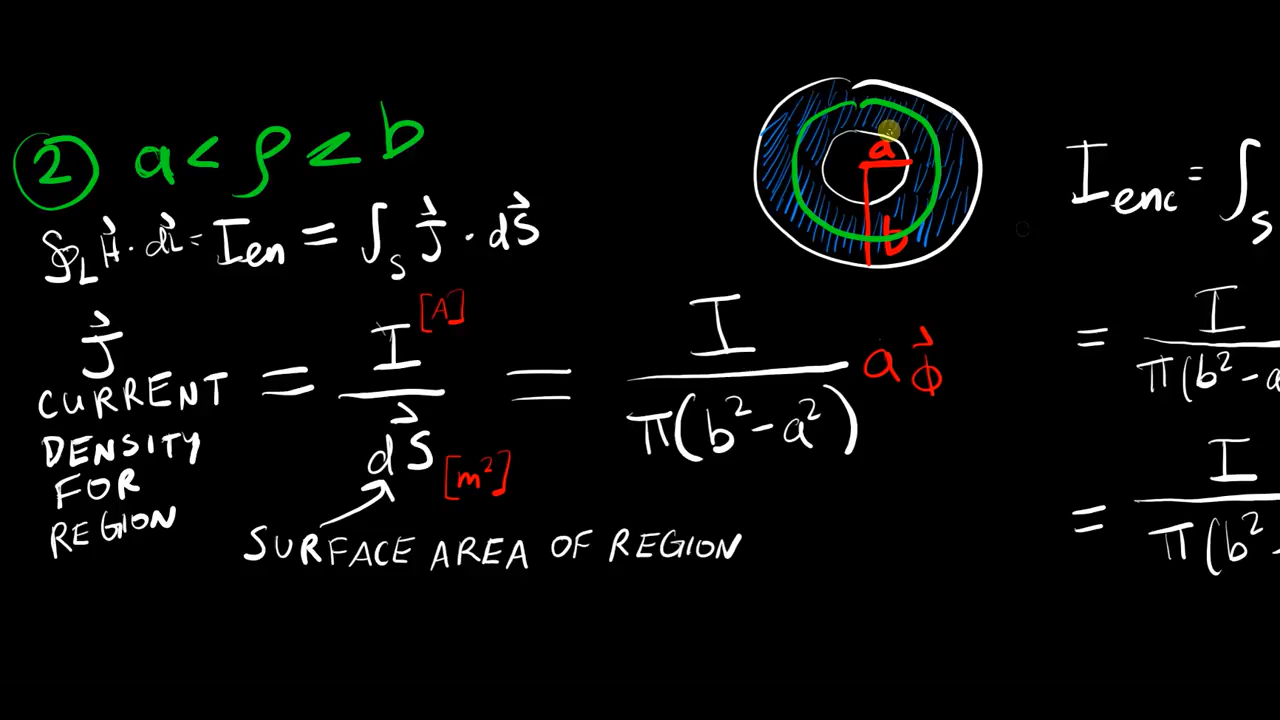 ② a < ρ < b
∮L H⃗ · dL⃗ = Ien = ∫S J⃗ · dS⃗
a
b
J⃗ = I [A] / dS⃗ [m²] = I / π(b² - a²) a ϕ⃗
CURRENT
DENSITY
FOR
REGION
SURFACE AREA OF REGION
Ienc = ∫S
= I / π(b² - a
= I / π(b² -